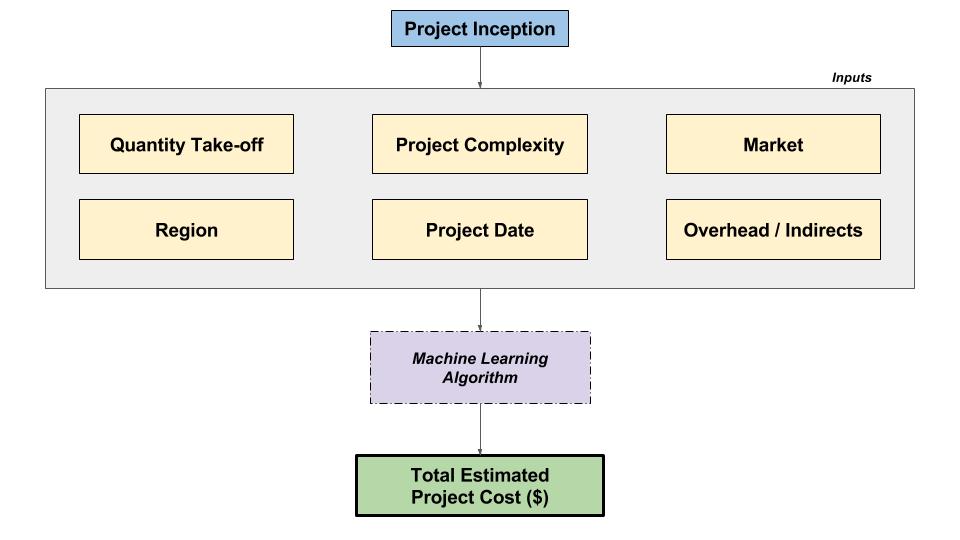 Project Inception
Inputs
Quantity Take-off
Project Complexity
Market
Region
Project Date
Overhead / Indirects
Machine Learning
Algorithm
Total Estimated
Project Cost ($)